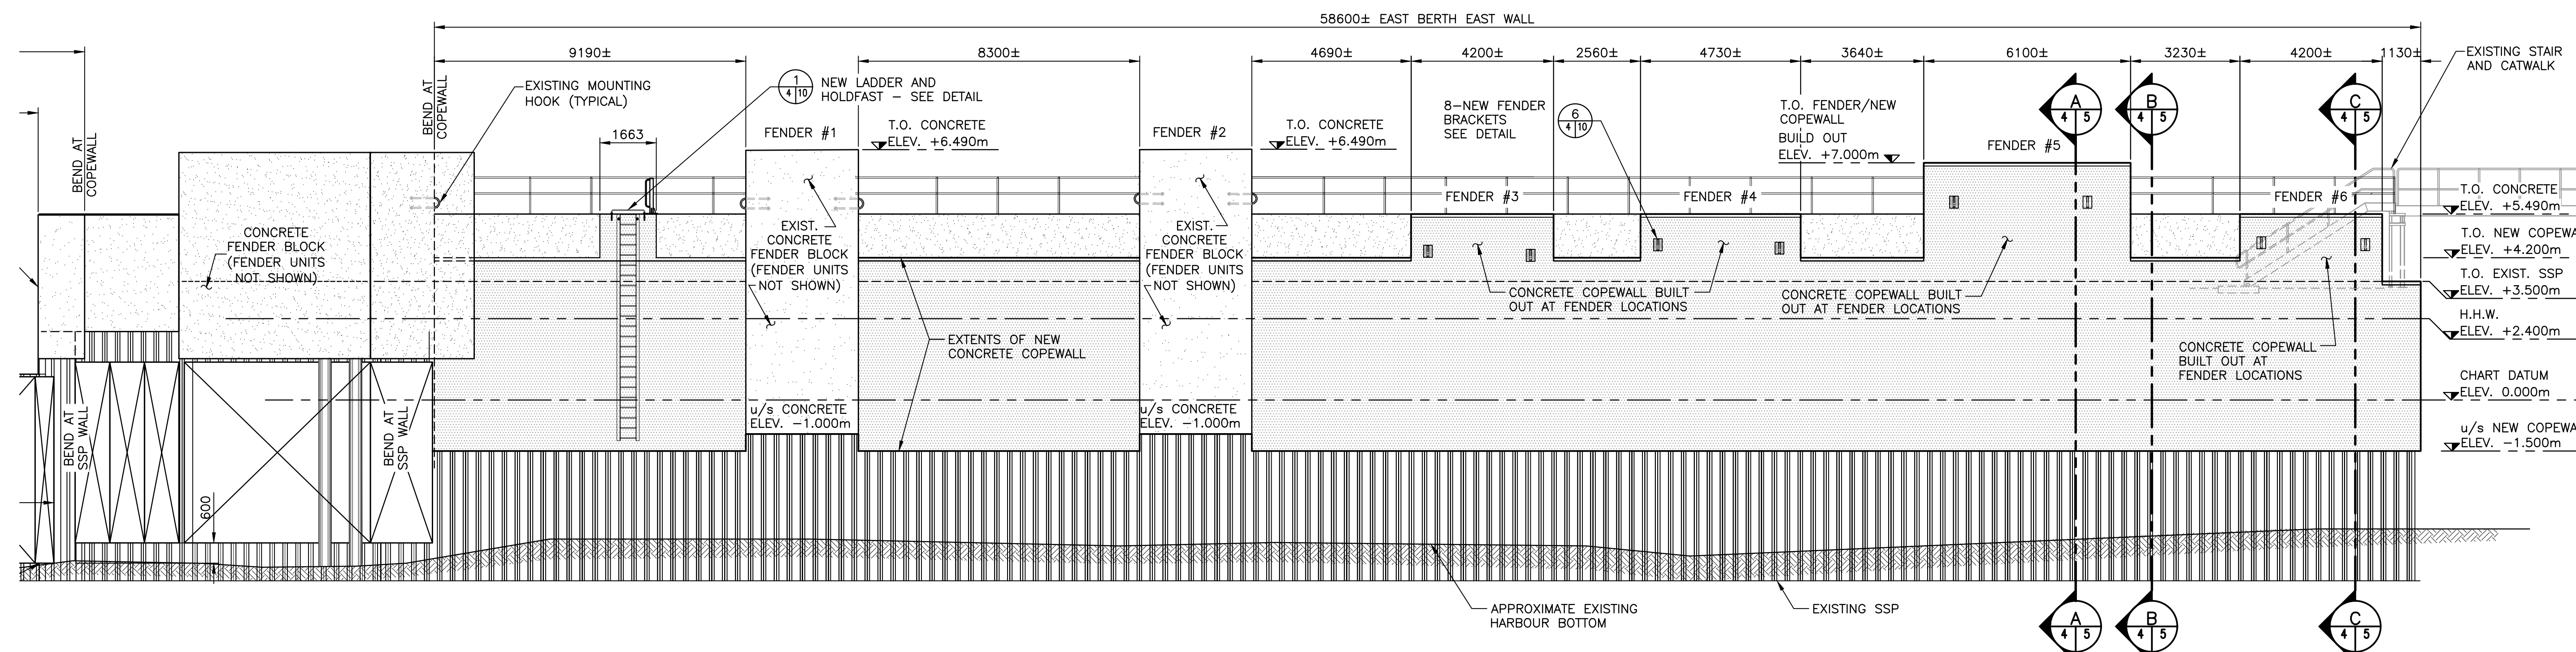 58600± EAST BERTH EAST WALL
9190±
8300±
4690±
4200±
2560±
4730±
3640±
6100±
3230±
4200±
1130±
BEND AT
COPEWALL
BEND AT
COPEWALL
EXISTING MOUNTING
HOOK (TYPICAL)
1663
1
4 10
NEW LADDER AND
HOLDFAST – SEE DETAIL
FENDER #1
T.O. CONCRETE
ELEV. +6.490m
FENDER #2
T.O. CONCRETE
ELEV. +6.490m
8–NEW FENDER
BRACKETS
SEE DETAIL
6
4 10
T.O. FENDER/NEW
COPEWALL
BUILD OUT
ELEV. +7.000m
FENDER #5
A
4 5
B
4 5
C
4 5
EXISTING STAIR
AND CATWALK
FENDER #3
FENDER #4
FENDER #6
CONCRETE
FENDER BLOCK
(FENDER UNITS
NOT SHOWN)
EXIST.
CONCRETE
FENDER BLOCK
(FENDER UNITS
NOT SHOWN)
EXIST.
CONCRETE
FENDER BLOCK
(FENDER UNITS
NOT SHOWN)
T.O. CONCRETE
ELEV. +5.490m
T.O. NEW COPEWA
ELEV. +4.200m
T.O. EXIST. SSP
ELEV. +3.500m
H.H.W.
ELEV. +2.400m
CHART DATUM
ELEV. 0.000m
u/s NEW COPEWA
ELEV. –1.500m
CONCRETE COPEWALL BUILT
OUT AT FENDER LOCATIONS
CONCRETE COPEWALL BUILT
OUT AT FENDER LOCATIONS
CONCRETE COPEWALL
BUILT OUT AT
FENDER LOCATIONS
EXTENTS OF NEW
CONCRETE COPEWALL
u/s CONCRETE
ELEV. –1.000m
u/s CONCRETE
ELEV. –1.000m
BEND AT
SSP WALL
BEND AT
SSP WALL
600
APPROXIMATE EXISTING
HARBOUR BOTTOM
EXISTING SSP
A
4 5
B
4 5
C
4 5